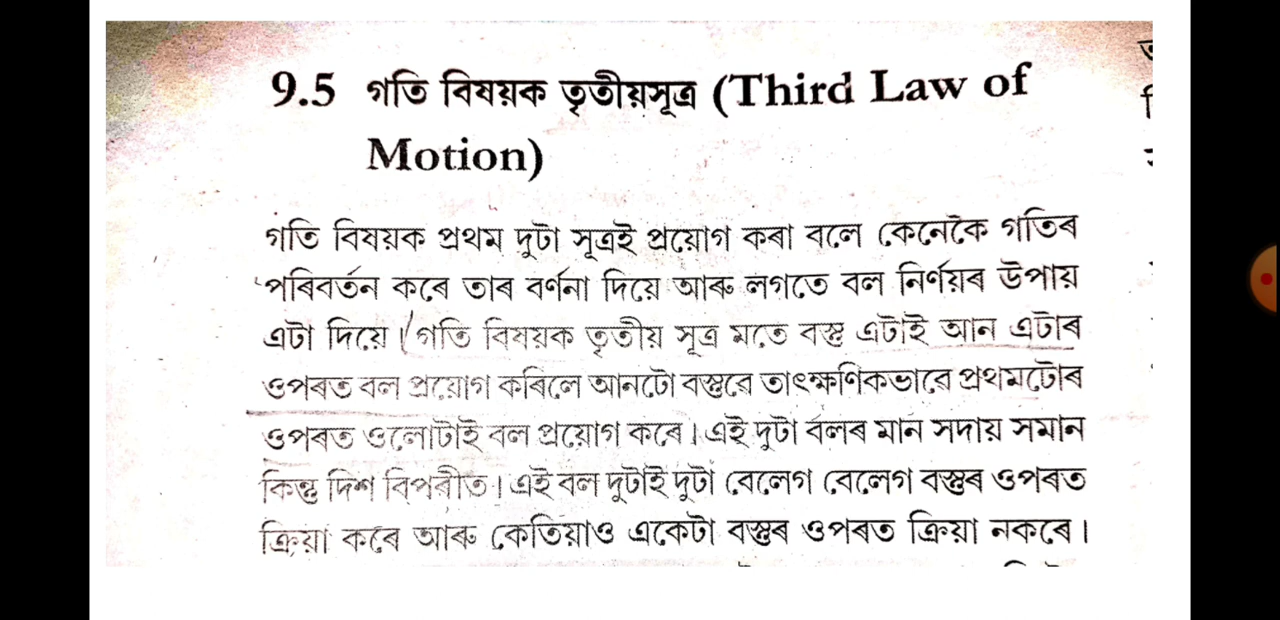 9.5 গতি বিষয়ক তৃতীয়সূত্ৰ (Third Law of
Motion)
গতি বিষয়ক প্ৰথম দুটা সূত্ৰই প্ৰয়োগ কৰা বলে কেনেকৈ গতিৰ
পৰিবৰ্তন কৰে তাৰ বৰ্ণনা দিয়ে আৰু লগতে বল নিৰ্ণয়ৰ উপায়
এটা দিয়ে। গতি বিষয়ক তৃতীয় সূত্ৰ মতে বস্তু এটাই আন এটাৰ
ওপৰত বল প্ৰয়োগ কৰিলে আনটো বস্তুৱে তাৎক্ষণিকভাৱে প্ৰথমটোৰ
ওপৰত ওলোটাই বল প্ৰয়োগ কৰে। এই দুটা বলৰ মান সদায় সমান
কিন্তু দিশ বিপৰীত। এই বল দুটাই দুটা বেলেগ বেলেগ বস্তুৰ ওপৰত
ক্ৰিয়া কৰে আৰু কেতিয়াও একেটা বস্তুৰ ওপৰত ক্ৰিয়া নকৰে।